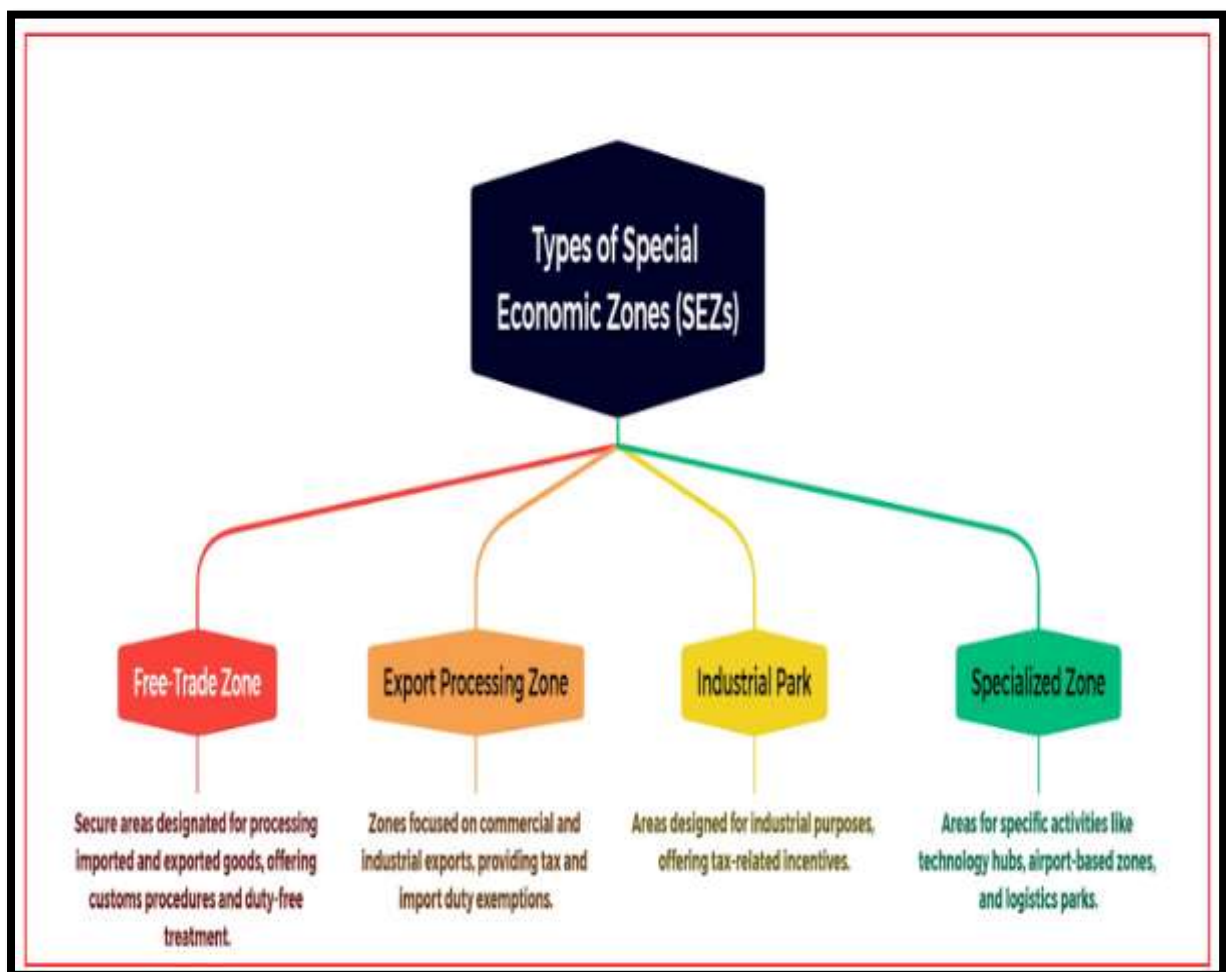 Types of Special
Economic Zones (SEZs)
Free-Trade Zone
Export Processing Zone
Industrial Park
Specialized Zone
Secure areas designated for processing
imported and exported goods, offering
customs procedures and duty-free
treatment.
Zones focused on commercial and
industrial exports, providing tax and
import duty exemptions.
Areas designed for industrial purposes,
offering tax-related incentives.
Areas for specific activities like
technology hubs, airport-based zones,
and logistics parks.